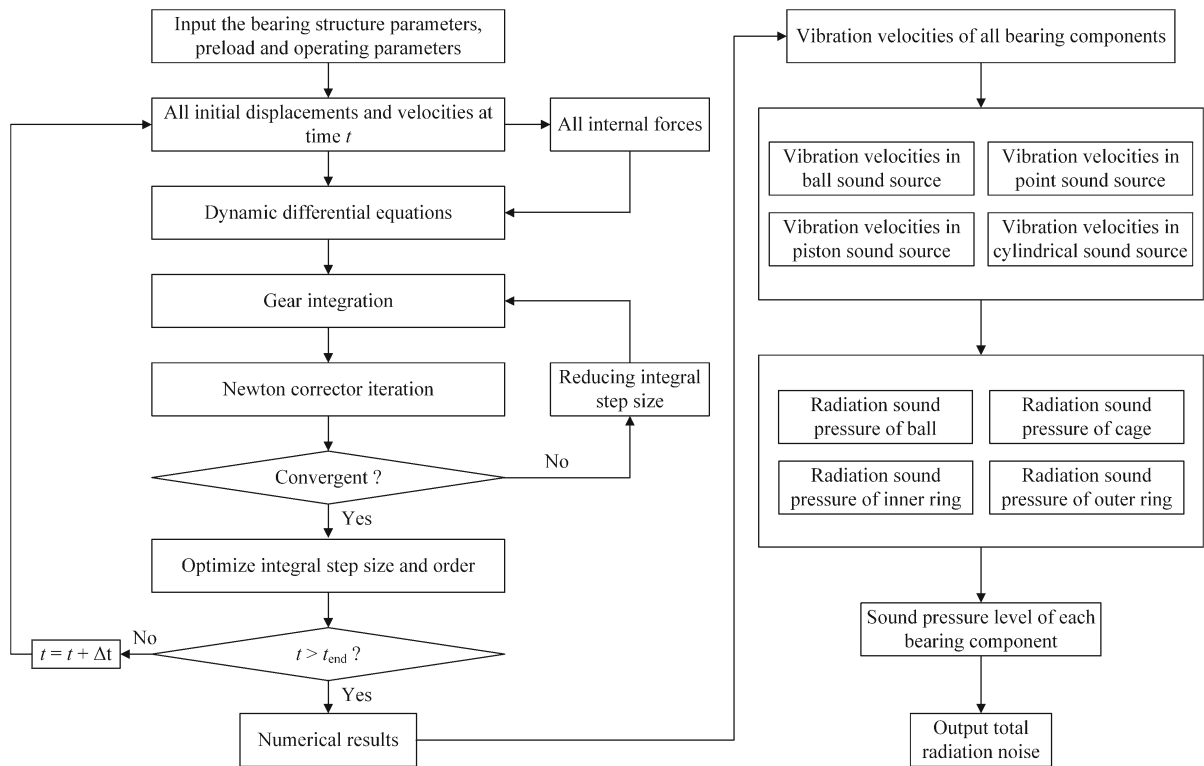 Input the bearing structure parameters,
preload and operating parameters
All initial displacements and velocities at
time t
All internal forces
Dynamic differential equations
Gear integration
Newton corrector iteration
Reducing integral
step size
Convergent ?
No
Yes
Optimize integral step size and order
t > tend ?
No
t = t + Δt
Yes
Numerical results
Vibration velocities of all bearing components
Vibration velocities in
ball sound source
Vibration velocities in
point sound source
Vibration velocities in
piston sound source
Vibration velocities in
cylindrical sound source
Radiation sound
pressure of ball
Radiation sound
pressure of cage
Radiation sound
pressure of inner ring
Radiation sound
pressure of outer ring
Sound pressure level of each
bearing component
Output total
radiation noise